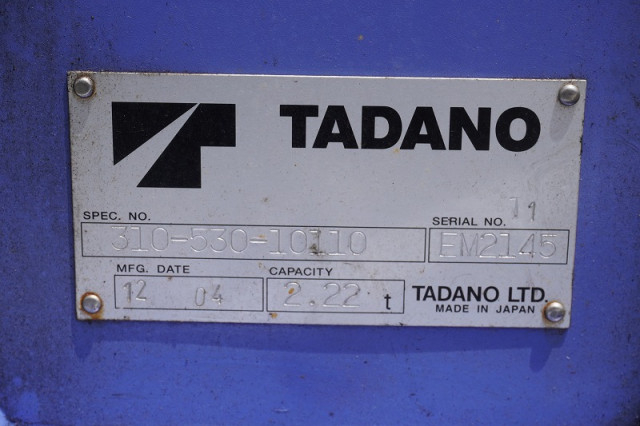 TADANO
11
SPEC. NO. SERIAL NO.
310-530-10110 EM2145
MFG. DATE CAPACITY
12 04 2.22 t TADANO LTD.
MADE IN JAPAN